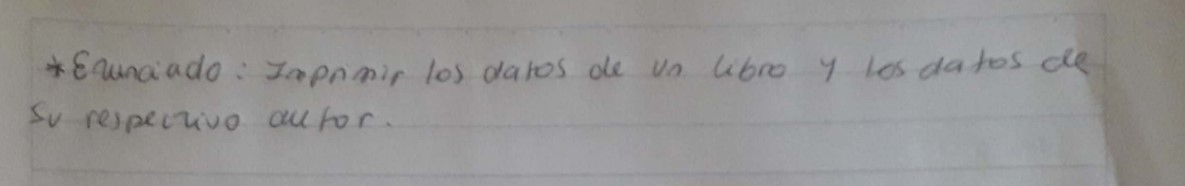 *Enunciado: Imprimir los datos de un libro y los datos de
su respectivo autor.